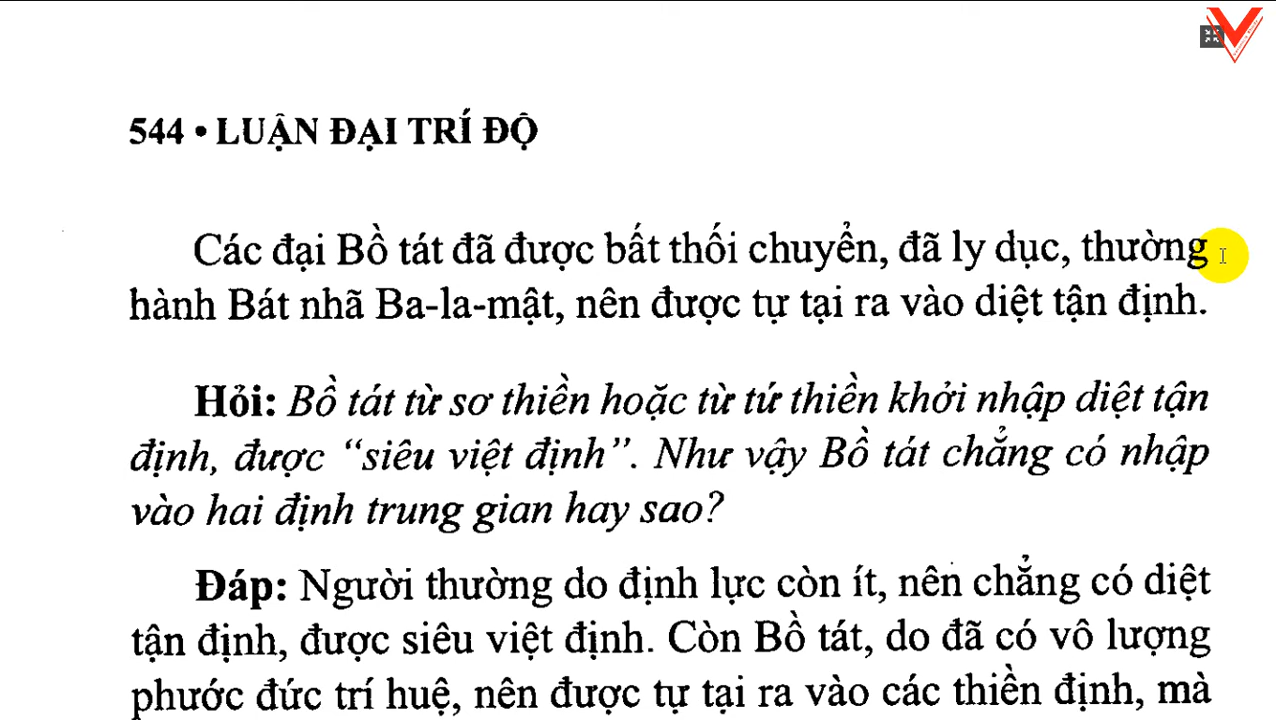 544 • LUẬN ĐẠI TRÍ ĐỘ
Các đại Bồ tát đã được bất thối chuyển, đã ly dục, thường
hành Bát nhã Ba-la-mật, nên được tự tại ra vào diệt tận định.
Hỏi: Bồ tát từ sơ thiền hoặc từ tứ thiền khởi nhập diệt tận
định, được “siêu việt định”. Như vậy Bồ tát chẳng có nhập
vào hai định trung gian hay sao?
Đáp: Người thường do định lực còn ít, nên chẳng có diệt
tận định, được siêu việt định. Còn Bồ tát, do đã có vô lượng
phước đức trí huệ, nên được tự tại ra vào các thiền định, mà